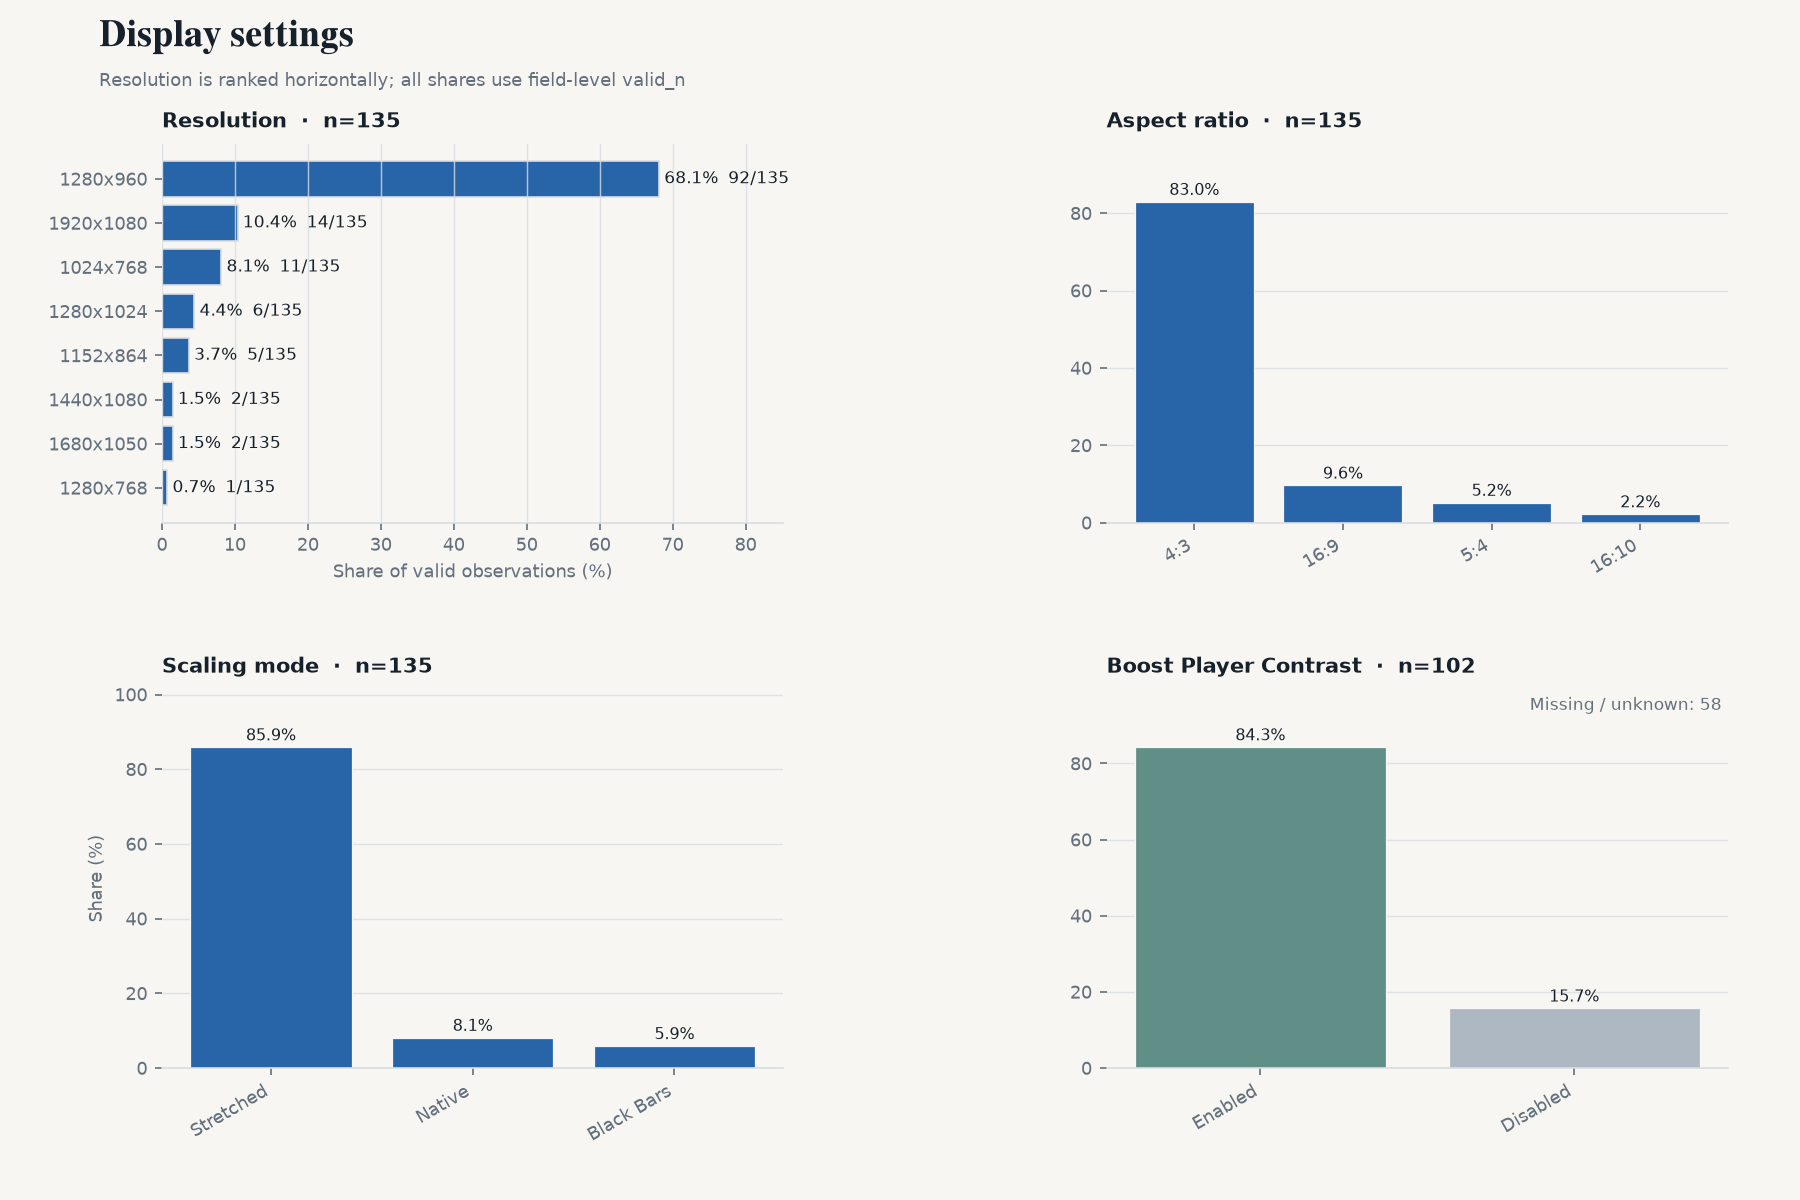 Display settings
Resolution is ranked horizontally; all shares use field-level valid_n
Resolution · n=135
1280x960
68.1% 92/135
1920x1080
10.4% 14/135
1024x768
8.1% 11/135
1280x1024
4.4% 6/135
1152x864
3.7% 5/135
1440x1080
1.5% 2/135
1680x1050
1.5% 2/135
1280x768
0.7% 1/135
0 10 20 30 40 50 60 70 80
Share of valid observations (%)
Aspect ratio · n=135
80
60
40
20
0
83.0%
9.6%
5.2%
2.2%
4:3
16:9
5:4
16:10
Scaling mode · n=135
Share (%)
100
80
60
40
20
0
85.9%
8.1%
5.9%
Stretched
Native
Black Bars
Boost Player Contrast · n=102
Missing / unknown: 58
80
60
40
20
0
84.3%
15.7%
Enabled
Disabled